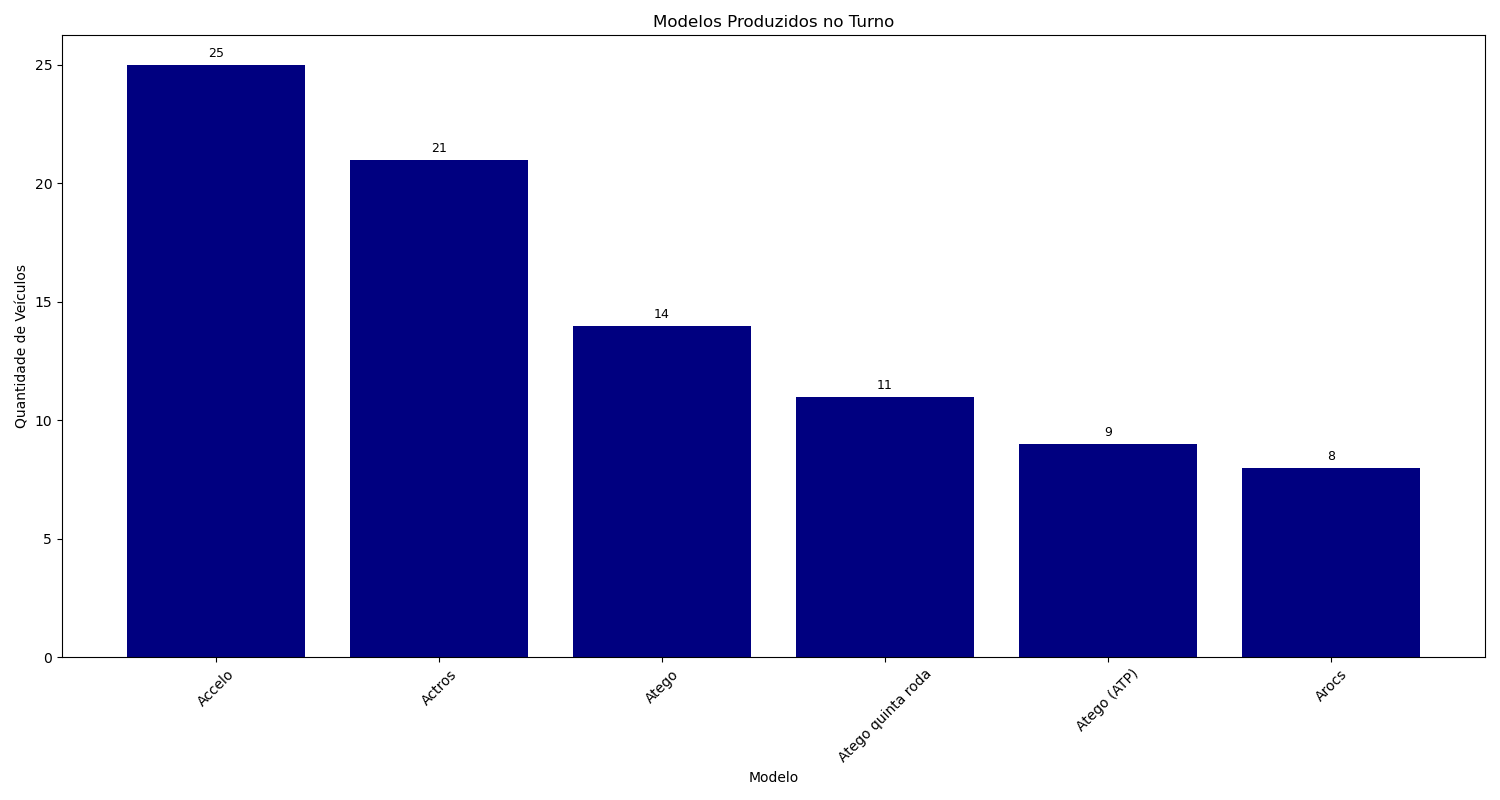 Modelos Produzidos no Turno
Quantidade de Veículos
25
20
15
10
5
0
25
21
14
11
9
8
Accelo
Actros
Atego
Atego quinta roda
Atego (ATP)
Arocs
Modelo